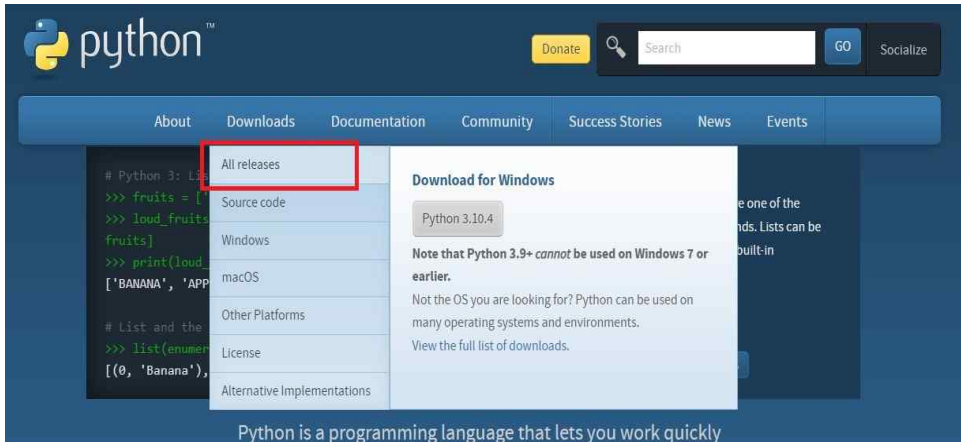 python™
Donate
Search
GO
Socialize
About Downloads Documentation Community Success Stories News Events
# Python 3: Lis
>>> fruits = ['
>>> loud_fruits
fruits]
>>> print(loud_
['BANANA', 'APP
# List and the
>>> list(enumer
[(0, 'Banana'),
All releases
Source code
Windows
macOS
Other Platforms
License
Alternative Implementations
Download for Windows
Python 3.10.4
Note that Python 3.9+ cannot be used on Windows 7 or
earlier.
Not the OS you are looking for? Python can be used on
many operating systems and environments.
View the full list of downloads.
e one of the
nds. Lists can be
built-in
Python is a programming language that lets you work quickly